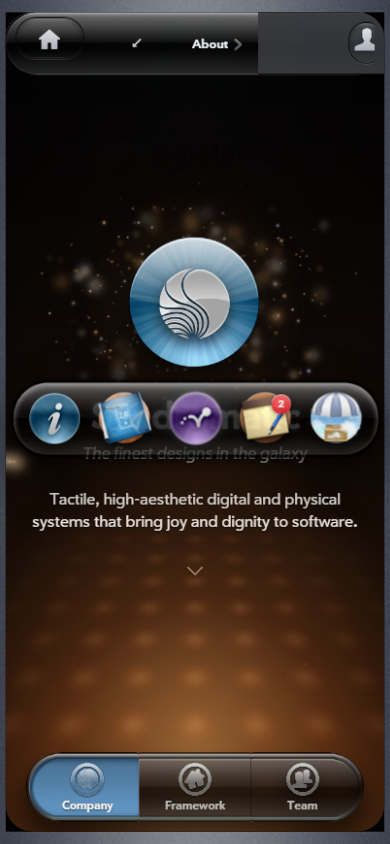 About
2
The finest designs in the galaxy
Tactile, high-aesthetic digital and physical
systems that bring joy and dignity to software.
Company
Framework
Team